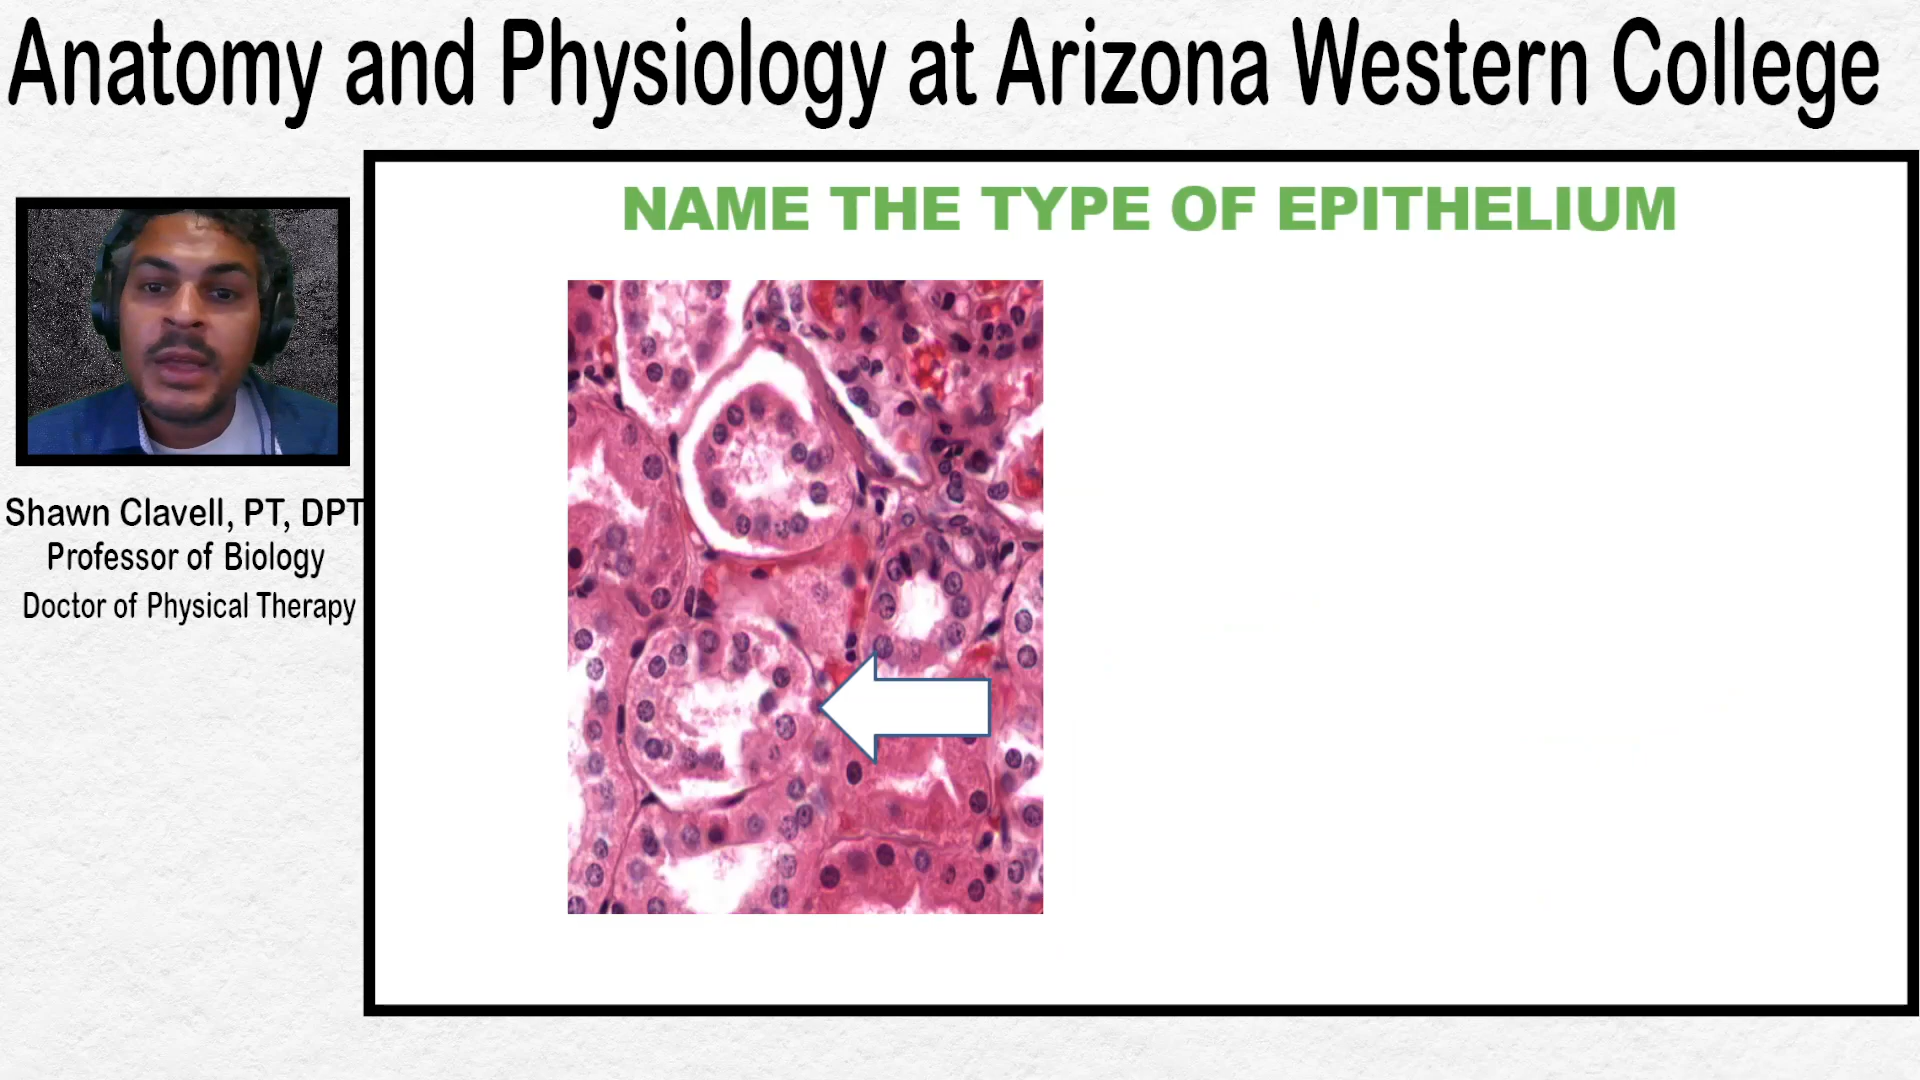 Anatomy and Physiology at Arizona Western College
NAME THE TYPE OF EPITHELIUM
Shawn Clavell, PT, DPT
Professor of Biology
Doctor of Physical Therapy